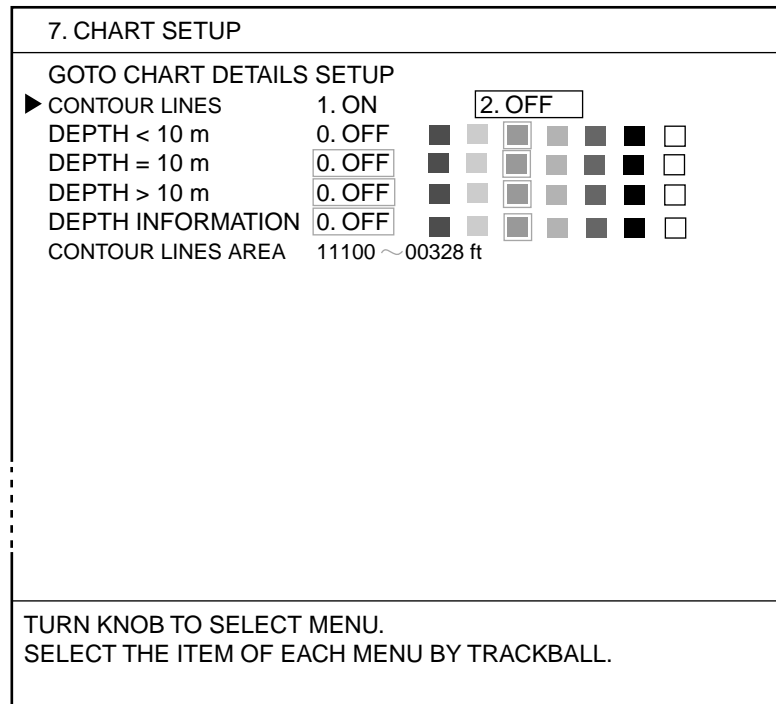 7. CHART SETUP
GOTO CHART DETAILS SETUP
CONTOUR LINES 1. ON 2. OFF
DEPTH < 10 m 0. OFF
DEPTH = 10 m 0. OFF
DEPTH > 10 m 0. OFF
DEPTH INFORMATION 0. OFF
CONTOUR LINES AREA 11100 ~ 00328 ft
TURN KNOB TO SELECT MENU.
SELECT THE ITEM OF EACH MENU BY TRACKBALL.